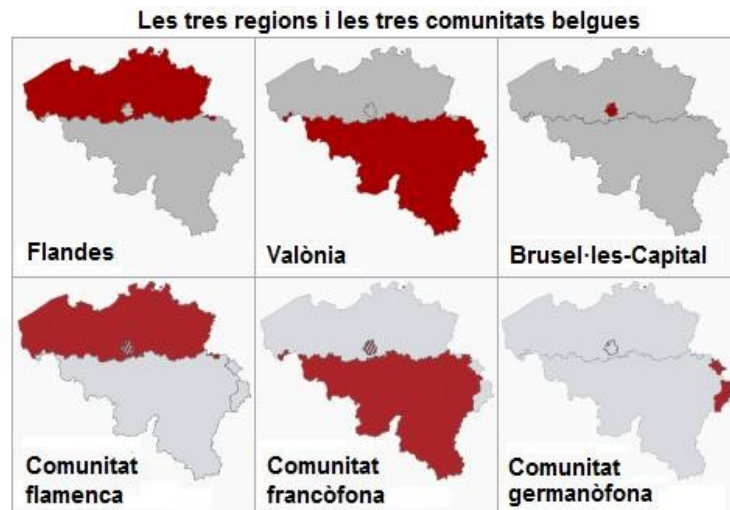 Les tres regions i les tres comunitats belgues
Flandes
Valònia
Brusel·les-Capital
Comunitat
flamenca
Comunitat
francòfona
Comunitat
germanòfona